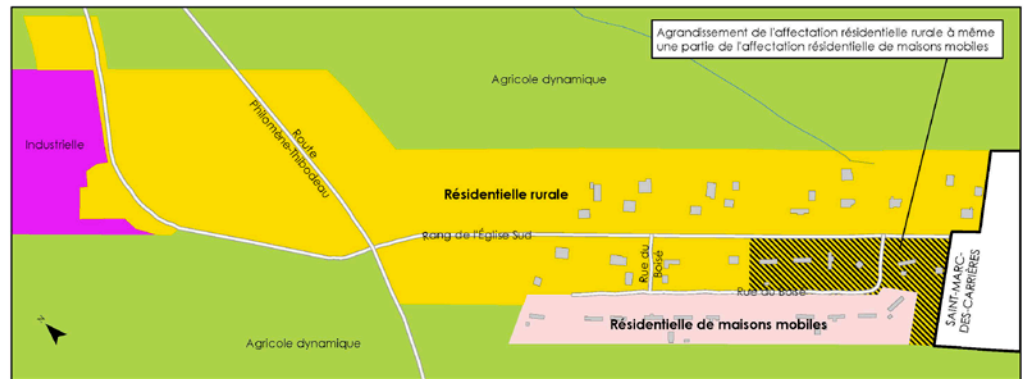 Agrandissement de l'affectation résidentielle rurale à même
une partie de l'affectation résidentielle de maisons mobiles
Agricole dynamique
Route
Philomène-Thibodeau
Industrielle
Résidentielle rurale
Rang de l'Église Sud
Rue du
Boisé
Rue du Boisé
SAINT-MARC-
DES-CARRIÈRES
Résidentielle de maisons mobiles
N
Agricole dynamique